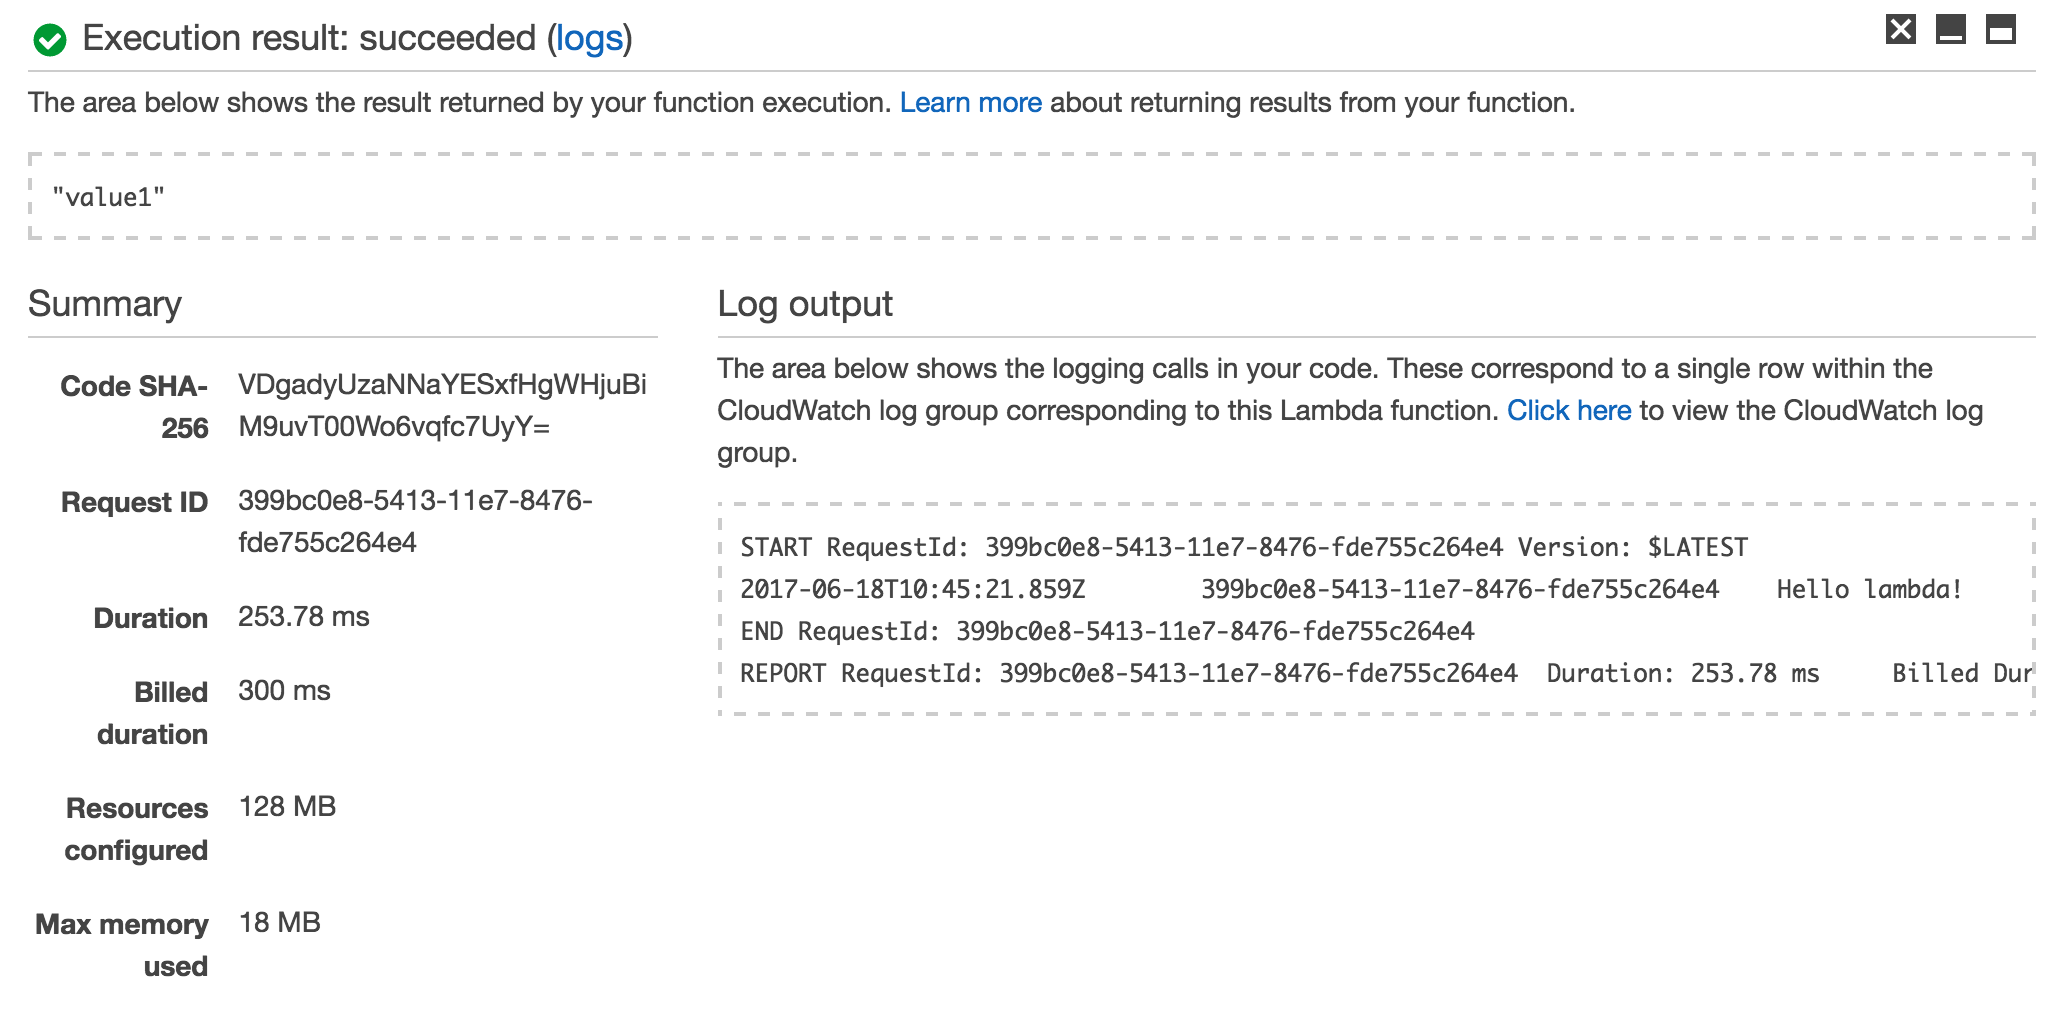 Execution result: succeeded (logs)
The area below shows the result returned by your function execution. Learn more about returning results from your function.
"value1"
Summary
Code SHA-
256
VDgadyUzaNNaYESxfHgWHjuBi
M9uvT00Wo6vqfc7UyY=
Request ID
399bc0e8-5413-11e7-8476-
fde755c264e4
Duration
253.78 ms
Billed
duration
300 ms
Resources
configured
128 MB
Max memory
used
18 MB
Log output
The area below shows the logging calls in your code. These correspond to a single row within the
CloudWatch log group corresponding to this Lambda function. Click here to view the CloudWatch log
group.
START RequestId: 399bc0e8-5413-11e7-8476-fde755c264e4 Version: $LATEST
2017-06-18T10:45:21.859Z 399bc0e8-5413-11e7-8476-fde755c264e4 Hello lambda!
END RequestId: 399bc0e8-5413-11e7-8476-fde755c264e4
REPORT RequestId: 399bc0e8-5413-11e7-8476-fde755c264e4 Duration: 253.78 ms Billed Dur